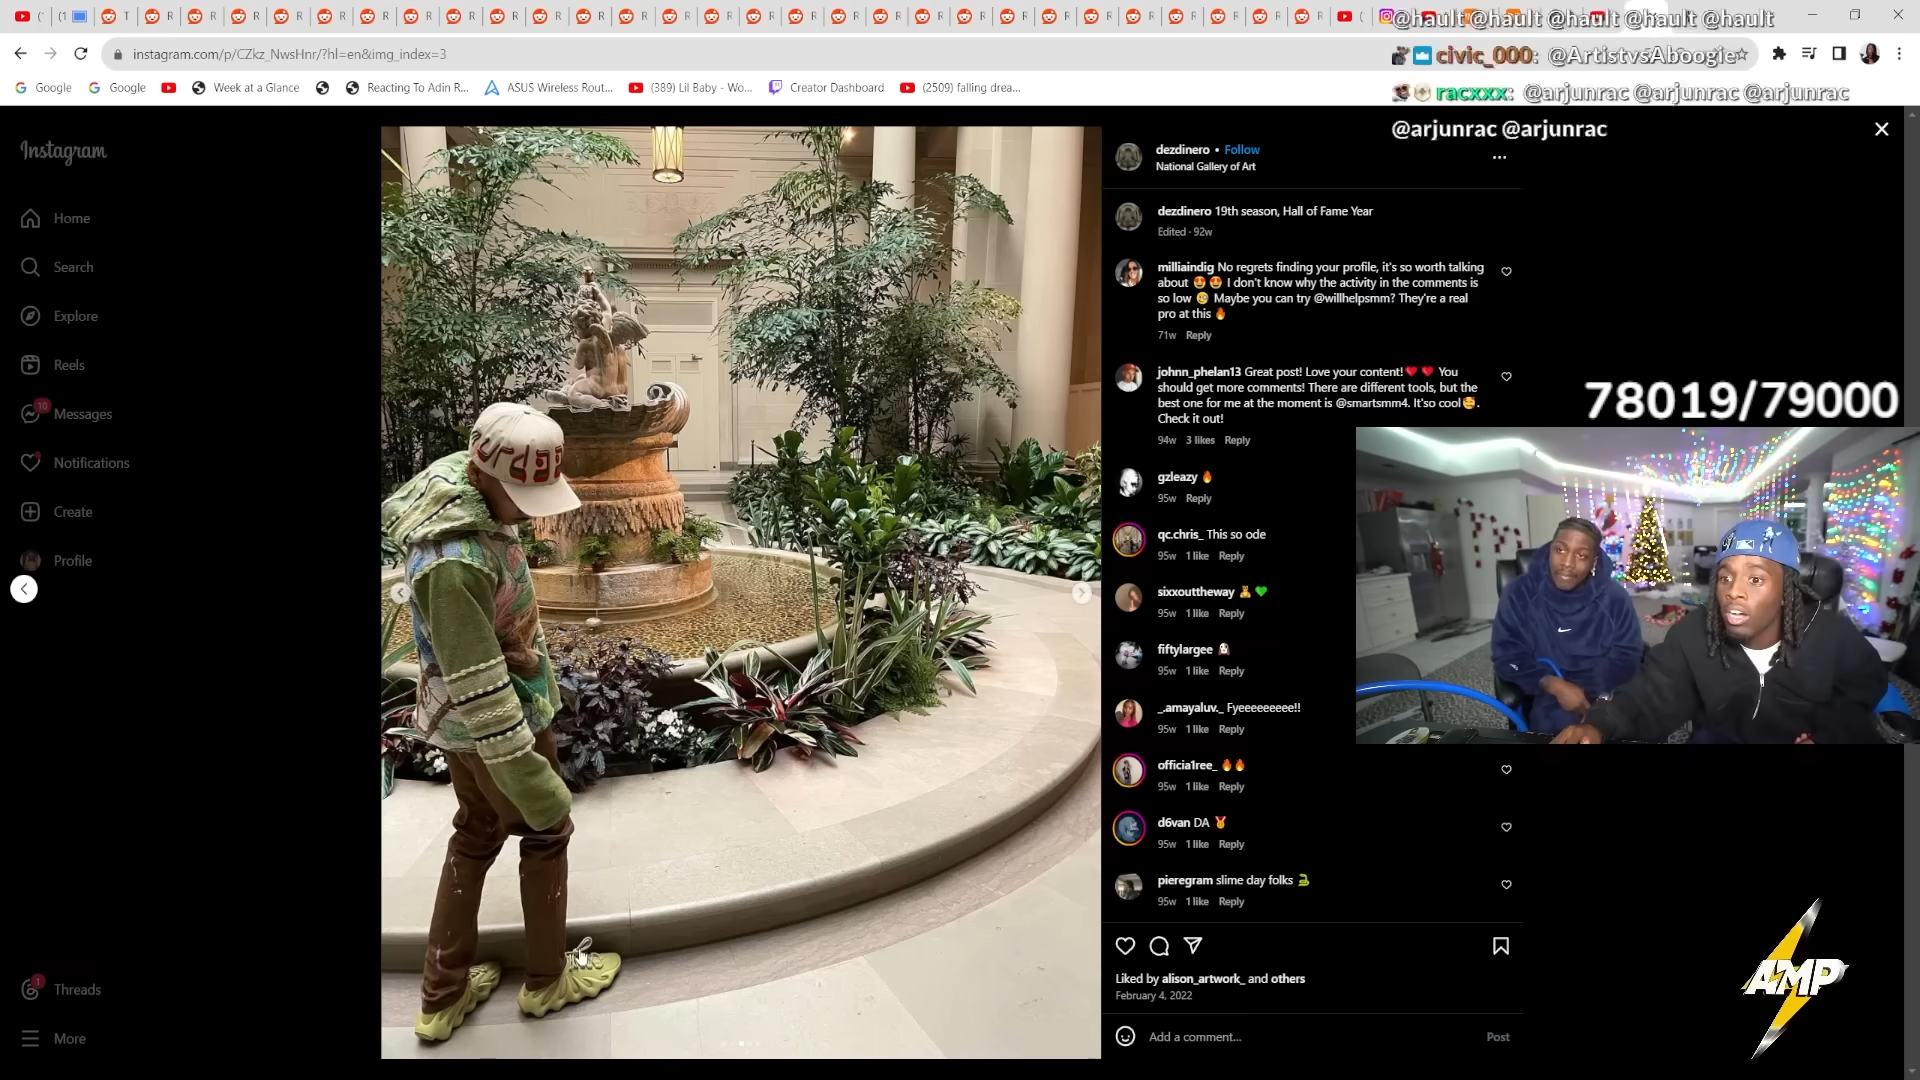 @hault @hault @hault @hault @hault
instagram.com/p/CZkz_NwsHnr/?hl=en&img_index=3
civic_000: @ArtistvsAboogie
Google
Google
Week at a Glance
Reacting To Adin R...
ASUS Wireless Rout...
(389) Lil Baby - Wo...
Creator Dashboard
(2509) falling drea...
racxxx: @arjunrac @arjunrac @arjunrac
@arjunrac @arjunrac
Instagram
Home
Search
Explore
Reels
10
Messages
Notifications
Create
Profile
1
Threads
More
dezdinero • Follow
National Gallery of Art
dezdinero 19th season, Hall of Fame Year
Edited · 92w
milliaindig No regrets finding your profile, it's so worth talking
about 😍😍 I don't know why the activity in the comments is
so low 🧐 Maybe you can try @willhelpsmm? They're a real
pro at this 🔥
71w Reply
johnn_phelan13 Great post! Love your content!❤️❤️ You
should get more comments! There are different tools, but the
best one for me at the moment is @smartsmm4. It'so cool🥰.
Check it out!
94w 3 likes Reply
gzleazy 🔥
95w Reply
qc.chris_ This so ode
95w 1 like Reply
sixxouttheway 🧸💚
95w 1 like Reply
fiftylargee
95w 1 like Reply
_.amayaluv._ Fyeeeeeeeee!!
95w 1 like Reply
officia1ree_ 🔥🔥
95w 1 like Reply
d6van DA 🏅
95w 1 like Reply
pieregram slime day folks 🐍
95w 1 like Reply
Liked by alison_artwork_ and others
February 4, 2022
Add a comment...
Post
78019/79000
AMP